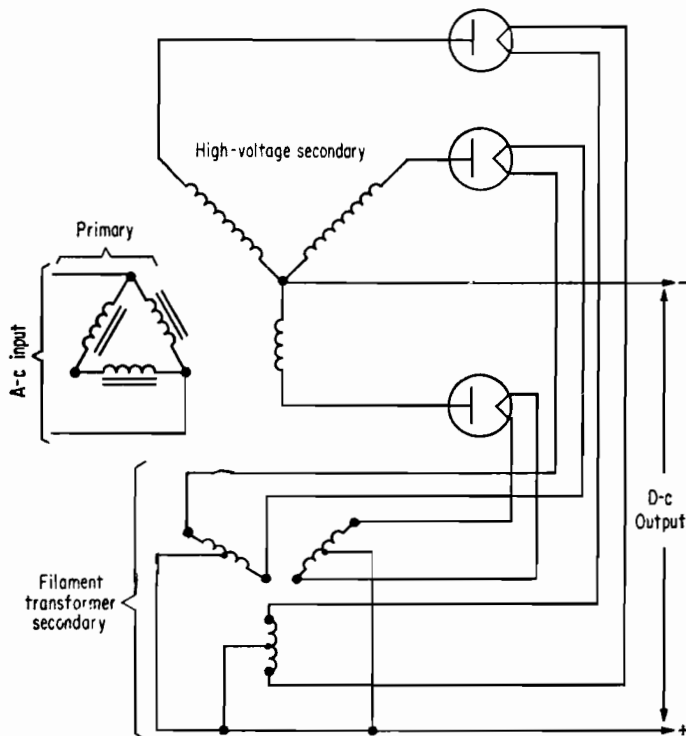 High-voltage secondary
Primary
A-c input
−
D-c
Output
Filament
transformer
secondary
+